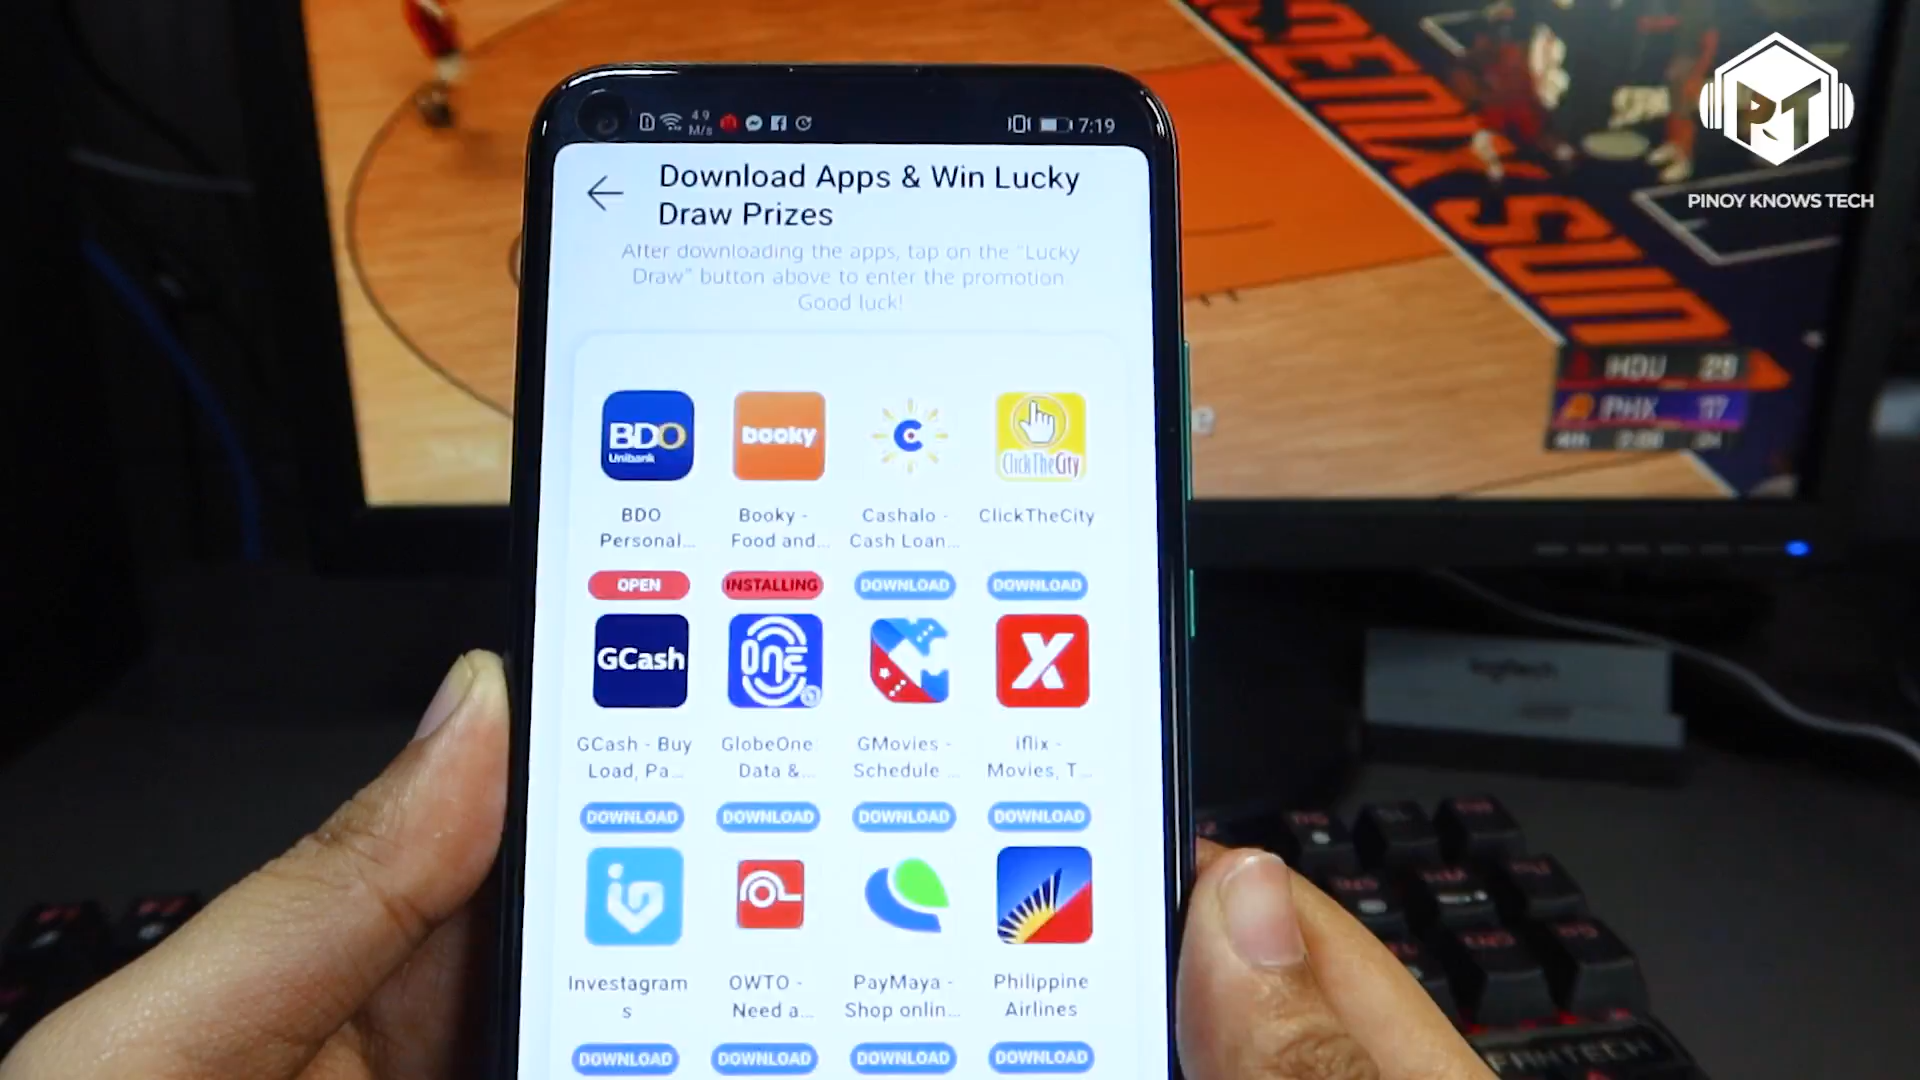 4.9
M/s
7:19
Download Apps & Win Lucky
Draw Prizes
After downloading the apps, tap on the "Lucky
Draw" button above to enter the promotion
Good luck!
BDO
Unibank
booky
ClickTheCity
BDO
Personal...
Booky -
Food and...
Cashalo -
Cash Loan...
ClickTheCity
OPEN
INSTALLING
DOWNLOAD
DOWNLOAD
GCash
ONE
GCash - Buy
Load, Pa...
GlobeOne
Data &...
GMovies -
Schedule ...
iflix -
Movies, T...
DOWNLOAD
DOWNLOAD
DOWNLOAD
DOWNLOAD
Investagram
s
OWTO -
Need a...
PayMaya -
Shop onlin...
Philippine
Airlines
DOWNLOAD
DOWNLOAD
DOWNLOAD
DOWNLOAD
PT
PINOY KNOWS TECH
HOU 29
PHX 17
logitech
FANTECH